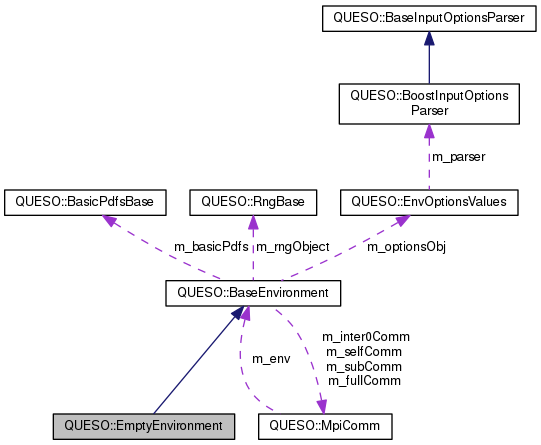 QUESO::BaseInputOptionsParser
QUESO::BoostInputOptions
Parser
m_parser
QUESO::BasicPdfsBase
QUESO::RngBase
QUESO::EnvOptionsValues
m_basicPdfs
m_rngObject
m_optionsObj
QUESO::BaseEnvironment
m_inter0Comm
m_selfComm
m_subComm
m_fullComm
m_env
QUESO::EmptyEnvironment
QUESO::MpiComm